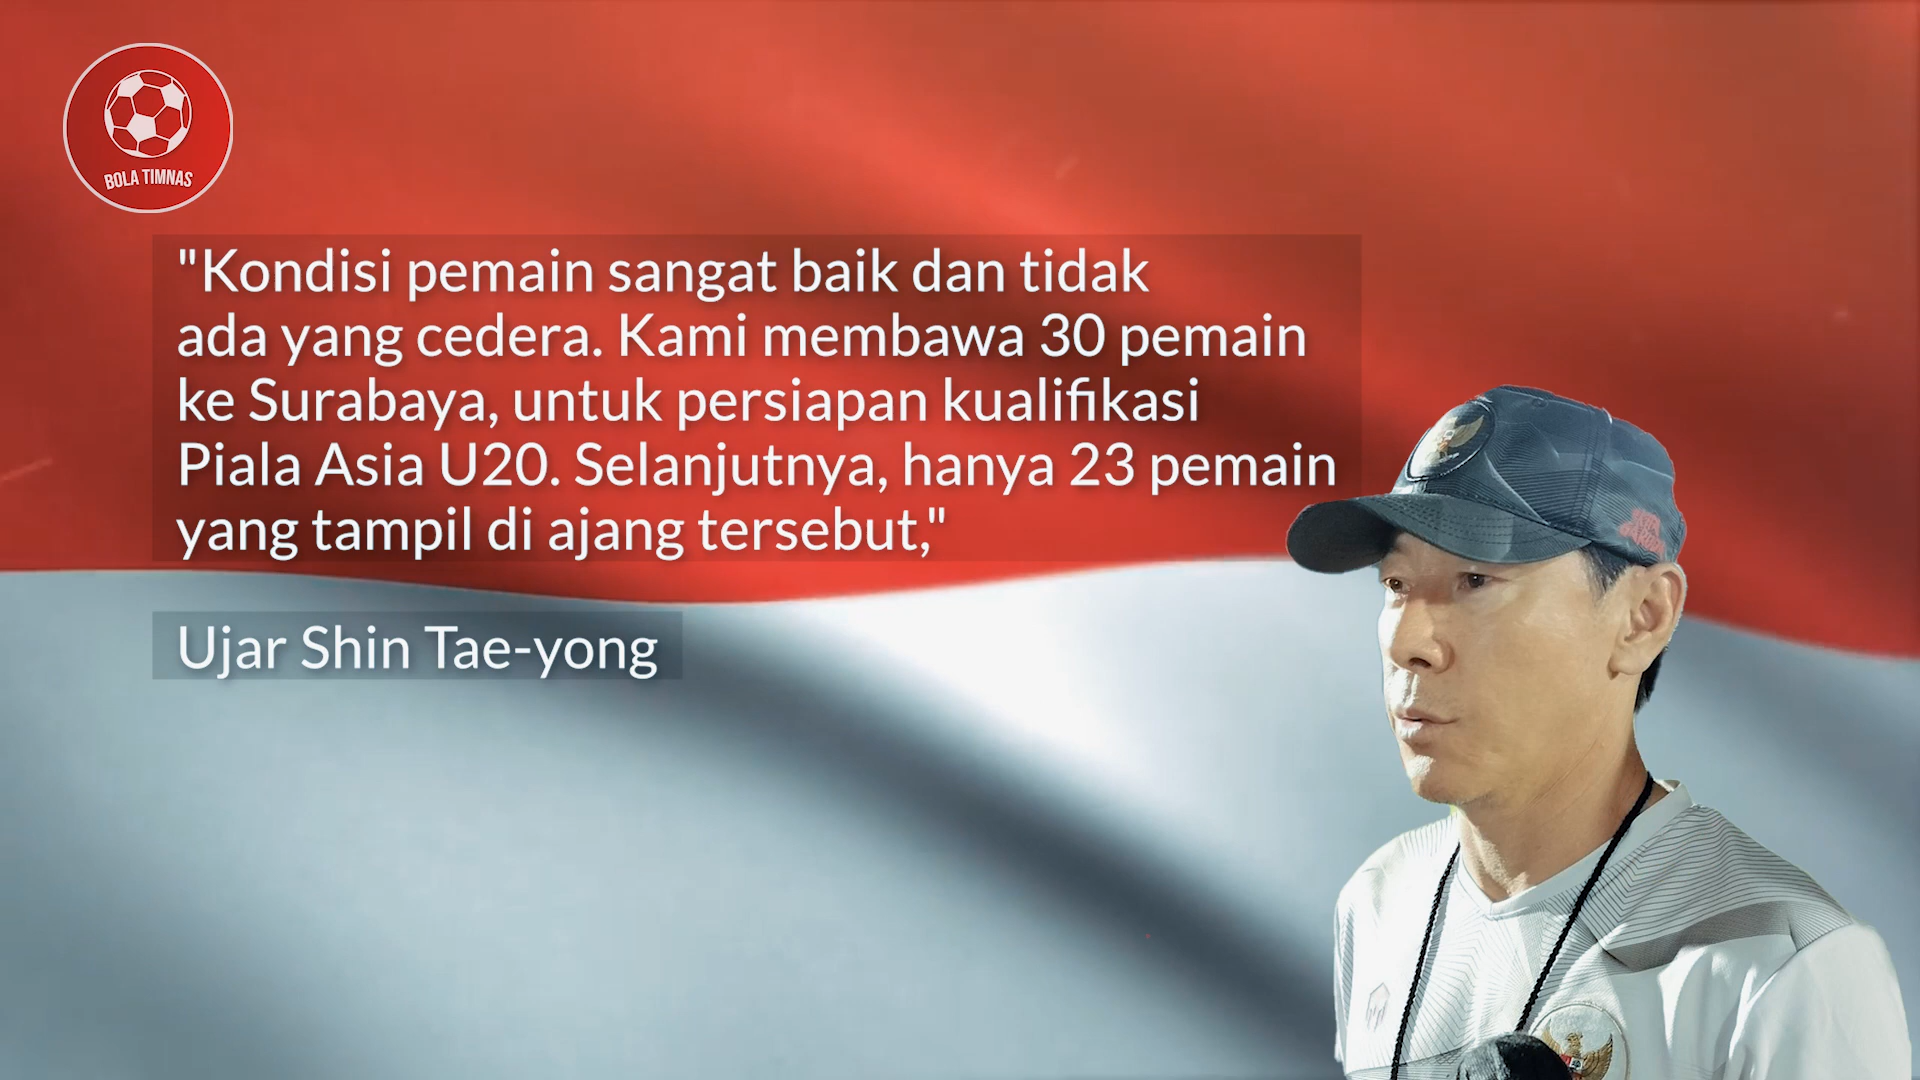 BOLA TIMNAS
"Kondisi pemain sangat baik dan tidak
ada yang cedera. Kami membawa 30 pemain
ke Surabaya, untuk persiapan kualifikasi
Piala Asia U20. Selanjutnya, hanya 23 pemain
yang tampil di ajang tersebut,"
Ujar Shin Tae-yong